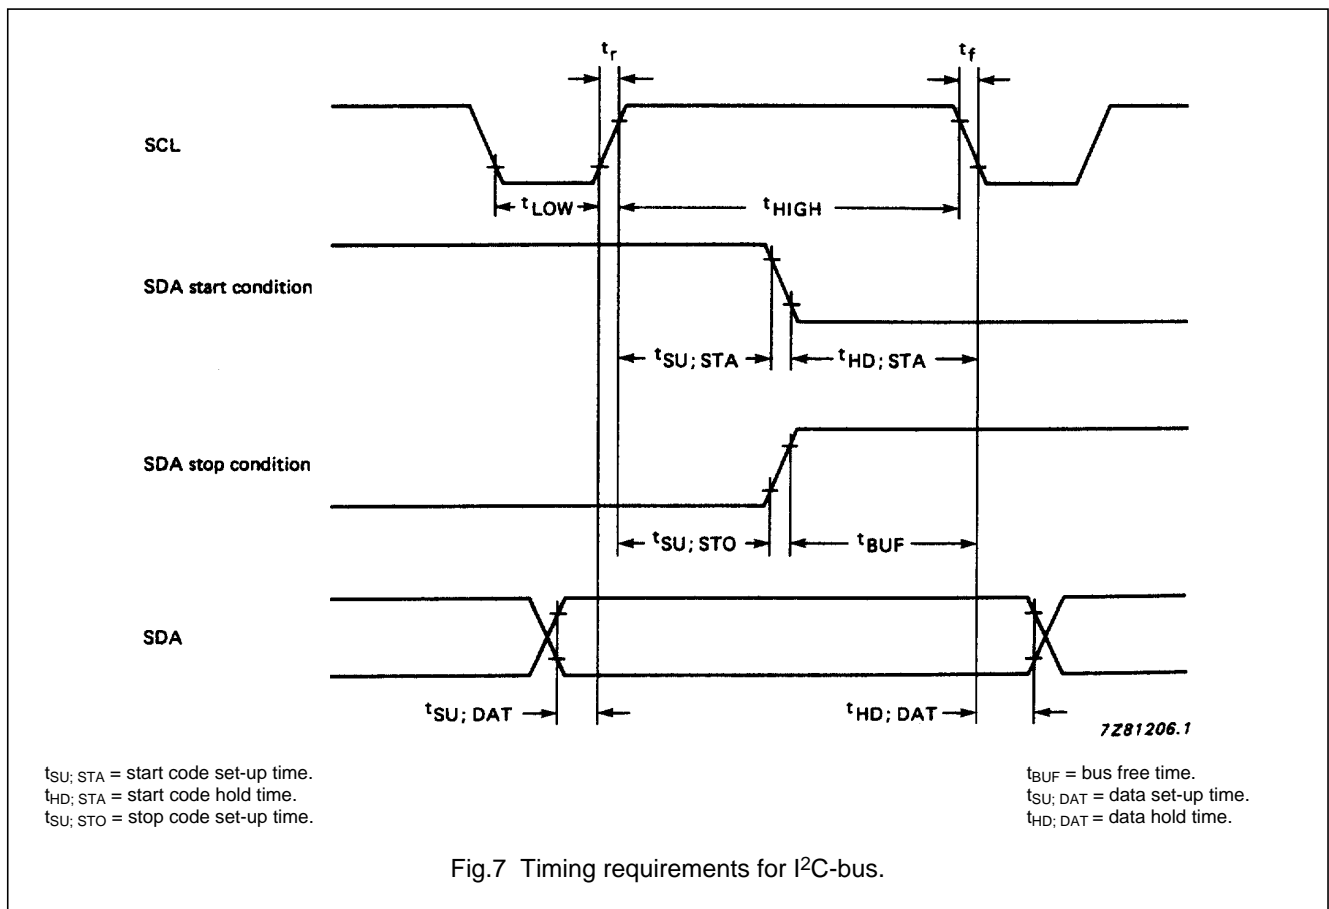 tr
tf
SCL
tLOW
tHIGH
SDA start condition
tSU; STA
tHD; STA
SDA stop condition
tSU; STO
tBUF
SDA
tSU; DAT
tHD; DAT
7Z81206.1
tSU; STA = start code set-up time.
tHD; STA = start code hold time.
tSU; STO = stop code set-up time.
tBUF = bus free time.
tSU; DAT = data set-up time.
tHD; DAT = data hold time.
Fig.7 Timing requirements for I2C-bus.